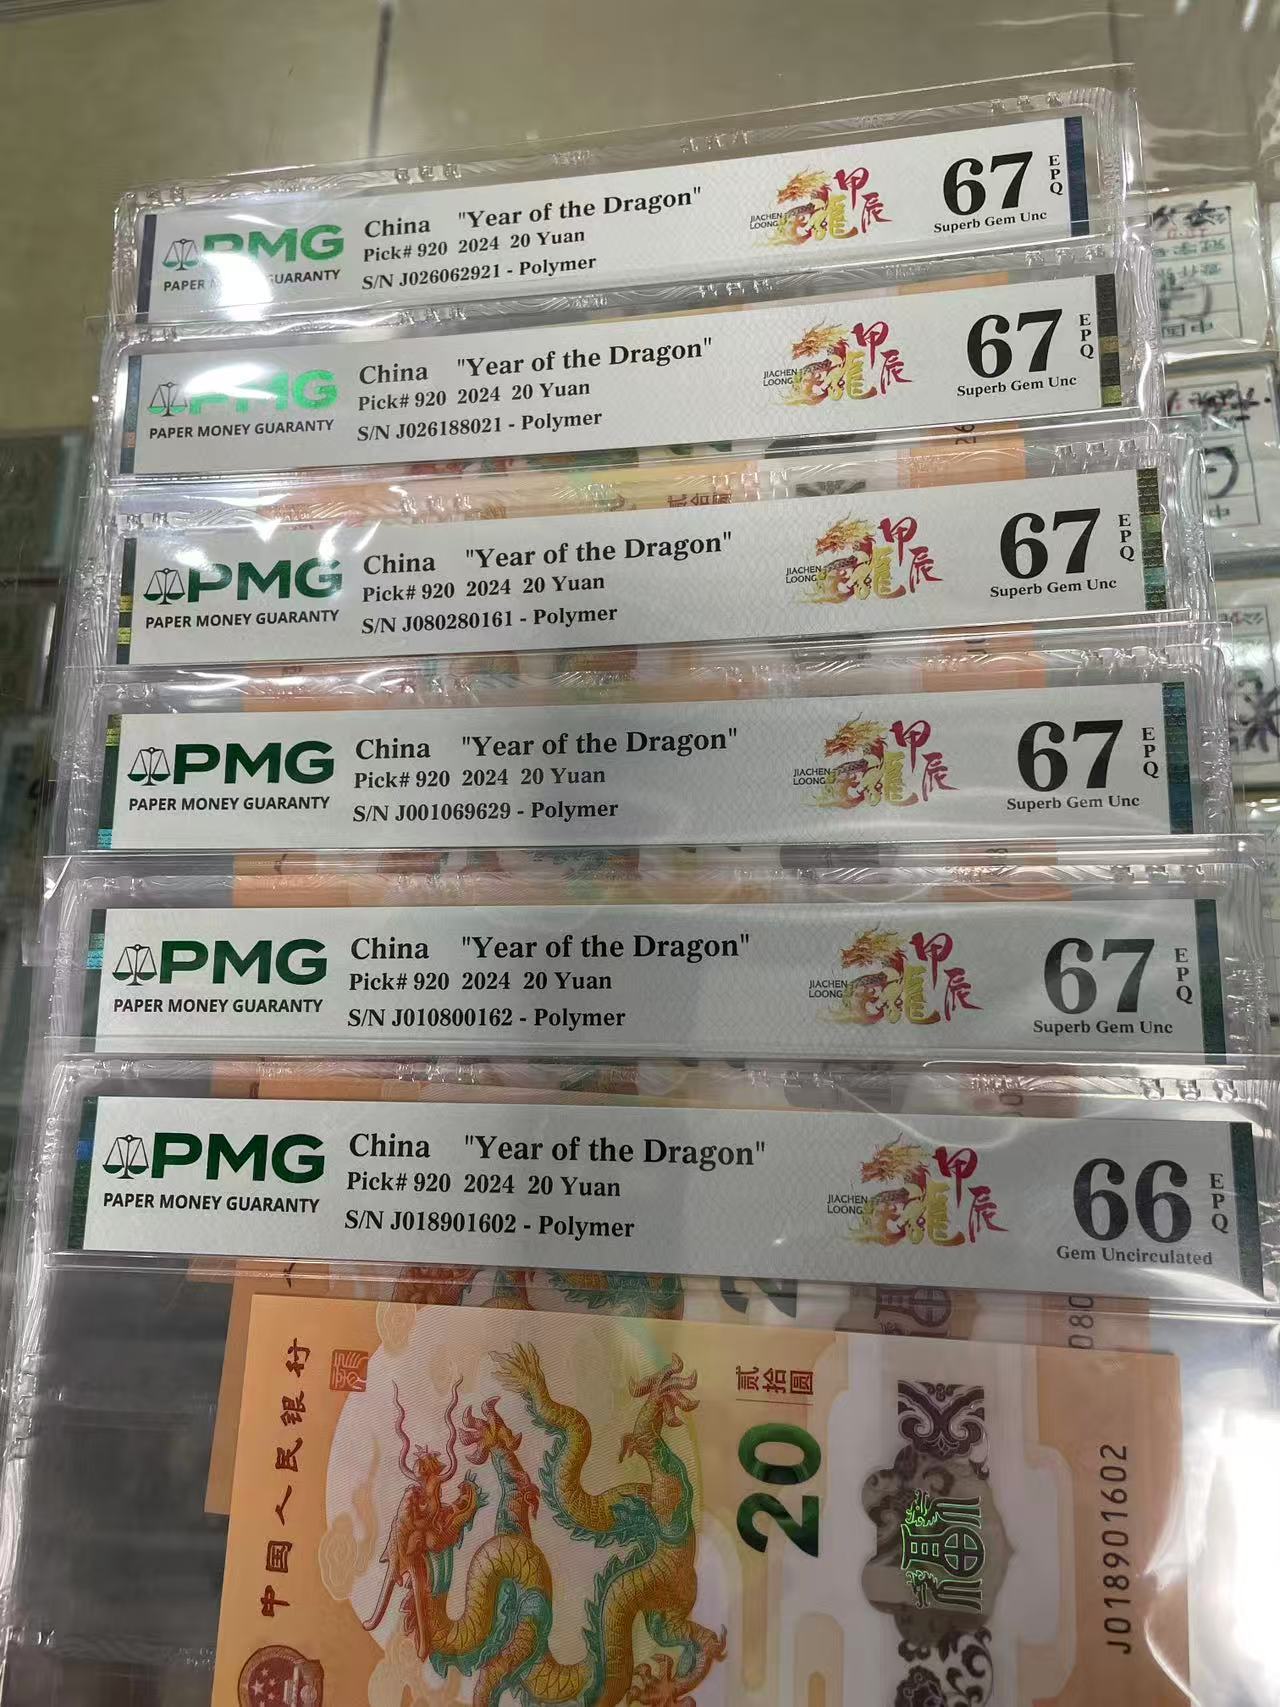 PMG
PAPER MONEY GUARANTY
China "Year of the Dragon"
Pick# 920 2024 20 Yuan
S/N J026062921 - Polymer
JIACHEN
LOONG
甲辰
龍
67
EPQ
Superb Gem Unc
PMG
PAPER MONEY GUARANTY
China "Year of the Dragon"
Pick# 920 2024 20 Yuan
S/N J026188021 - Polymer
JIACHEN
LOONG
甲辰
龍
67
EPQ
Superb Gem Unc
PMG
PAPER MONEY GUARANTY
China "Year of the Dragon"
Pick# 920 2024 20 Yuan
S/N J080280161 - Polymer
JIACHEN
LOONG
甲辰
龍
67
EPQ
Superb Gem Unc
PMG
PAPER MONEY GUARANTY
China "Year of the Dragon"
Pick# 920 2024 20 Yuan
S/N J001069629 - Polymer
JIACHEN
LOONG
甲辰
龍
67
EPQ
Superb Gem Unc
PMG
PAPER MONEY GUARANTY
China "Year of the Dragon"
Pick# 920 2024 20 Yuan
S/N J010800162 - Polymer
JIACHEN
LOONG
甲辰
龍
67
EPQ
Superb Gem Unc
PMG
PAPER MONEY GUARANTY
China "Year of the Dragon"
Pick# 920 2024 20 Yuan
S/N J018901602 - Polymer
JIACHEN
LOONG
甲辰
龍
66
EPQ
Gem Uncirculated
中国人民银行
贰拾圆
20
J018901602